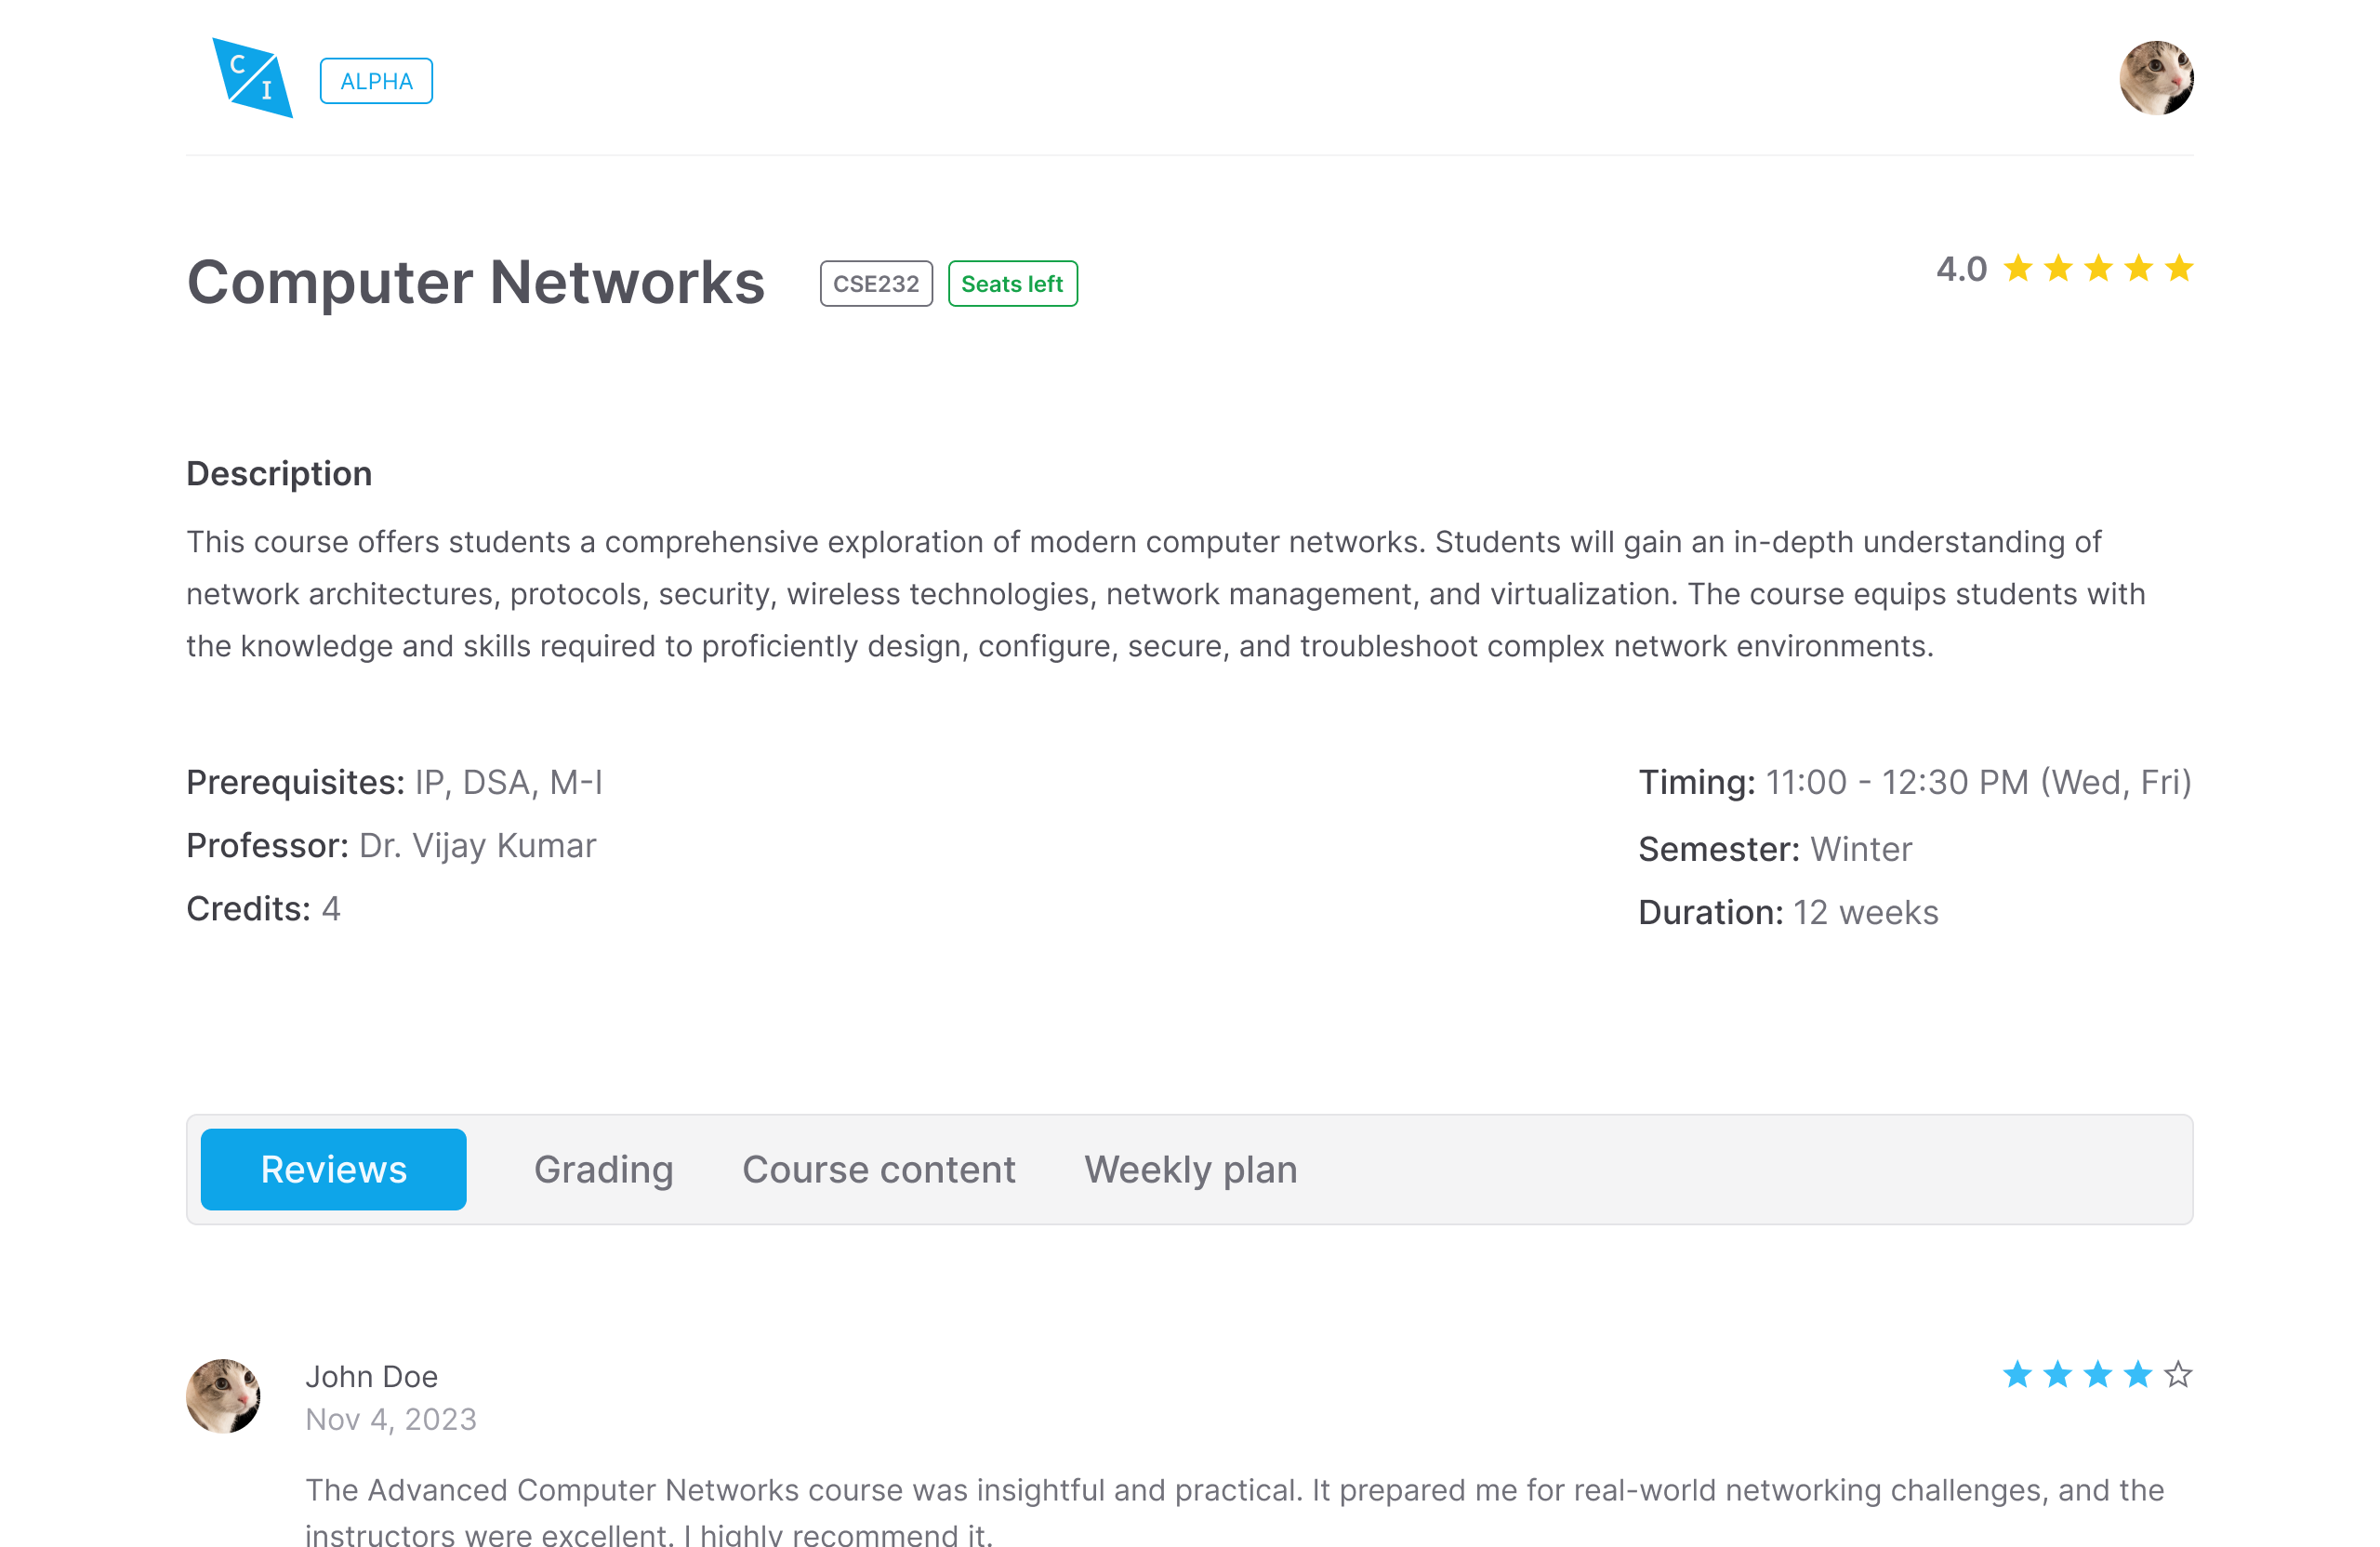 C
I
ALPHA
Computer Networks
CSE232
Seats left
4.0
Description
This course offers students a comprehensive exploration of modern computer networks. Students will gain an in-depth understanding of
network architectures, protocols, security, wireless technologies, network management, and virtualization. The course equips students with
the knowledge and skills required to proficiently design, configure, secure, and troubleshoot complex network environments.
Prerequisites: IP, DSA, M-I
Professor: Dr. Vijay Kumar
Credits: 4
Timing: 11:00 - 12:30 PM (Wed, Fri)
Semester: Winter
Duration: 12 weeks
Reviews
Grading
Course content
Weekly plan
John Doe
Nov 4, 2023
The Advanced Computer Networks course was insightful and practical. It prepared me for real-world networking challenges, and the
instructors were excellent. I highly recommend it.